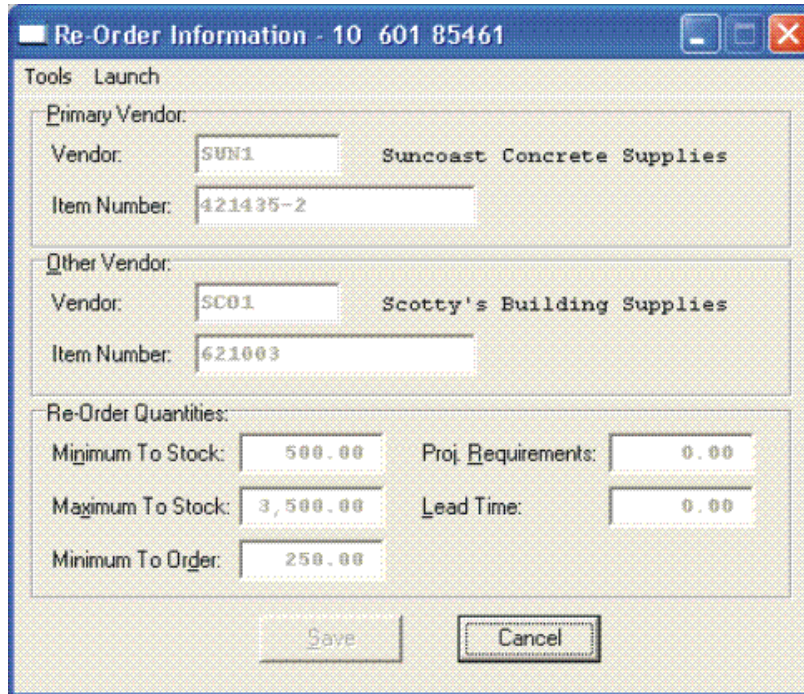 Re-Order Information - 10 601 85461
Tools Launch
Primary Vendor:
Vendor: SUN1 Suncoast Concrete Supplies
Item Number: 421435-2
Other Vendor:
Vendor: SCO1 Scotty's Building Supplies
Item Number: 621003
Re-Order Quantities:
Minimum To Stock: 500.00 Proj. Requirements: 0.00
Maximum To Stock: 3,500.00 Lead Time: 0.00
Minimum To Order: 250.00
Save Cancel